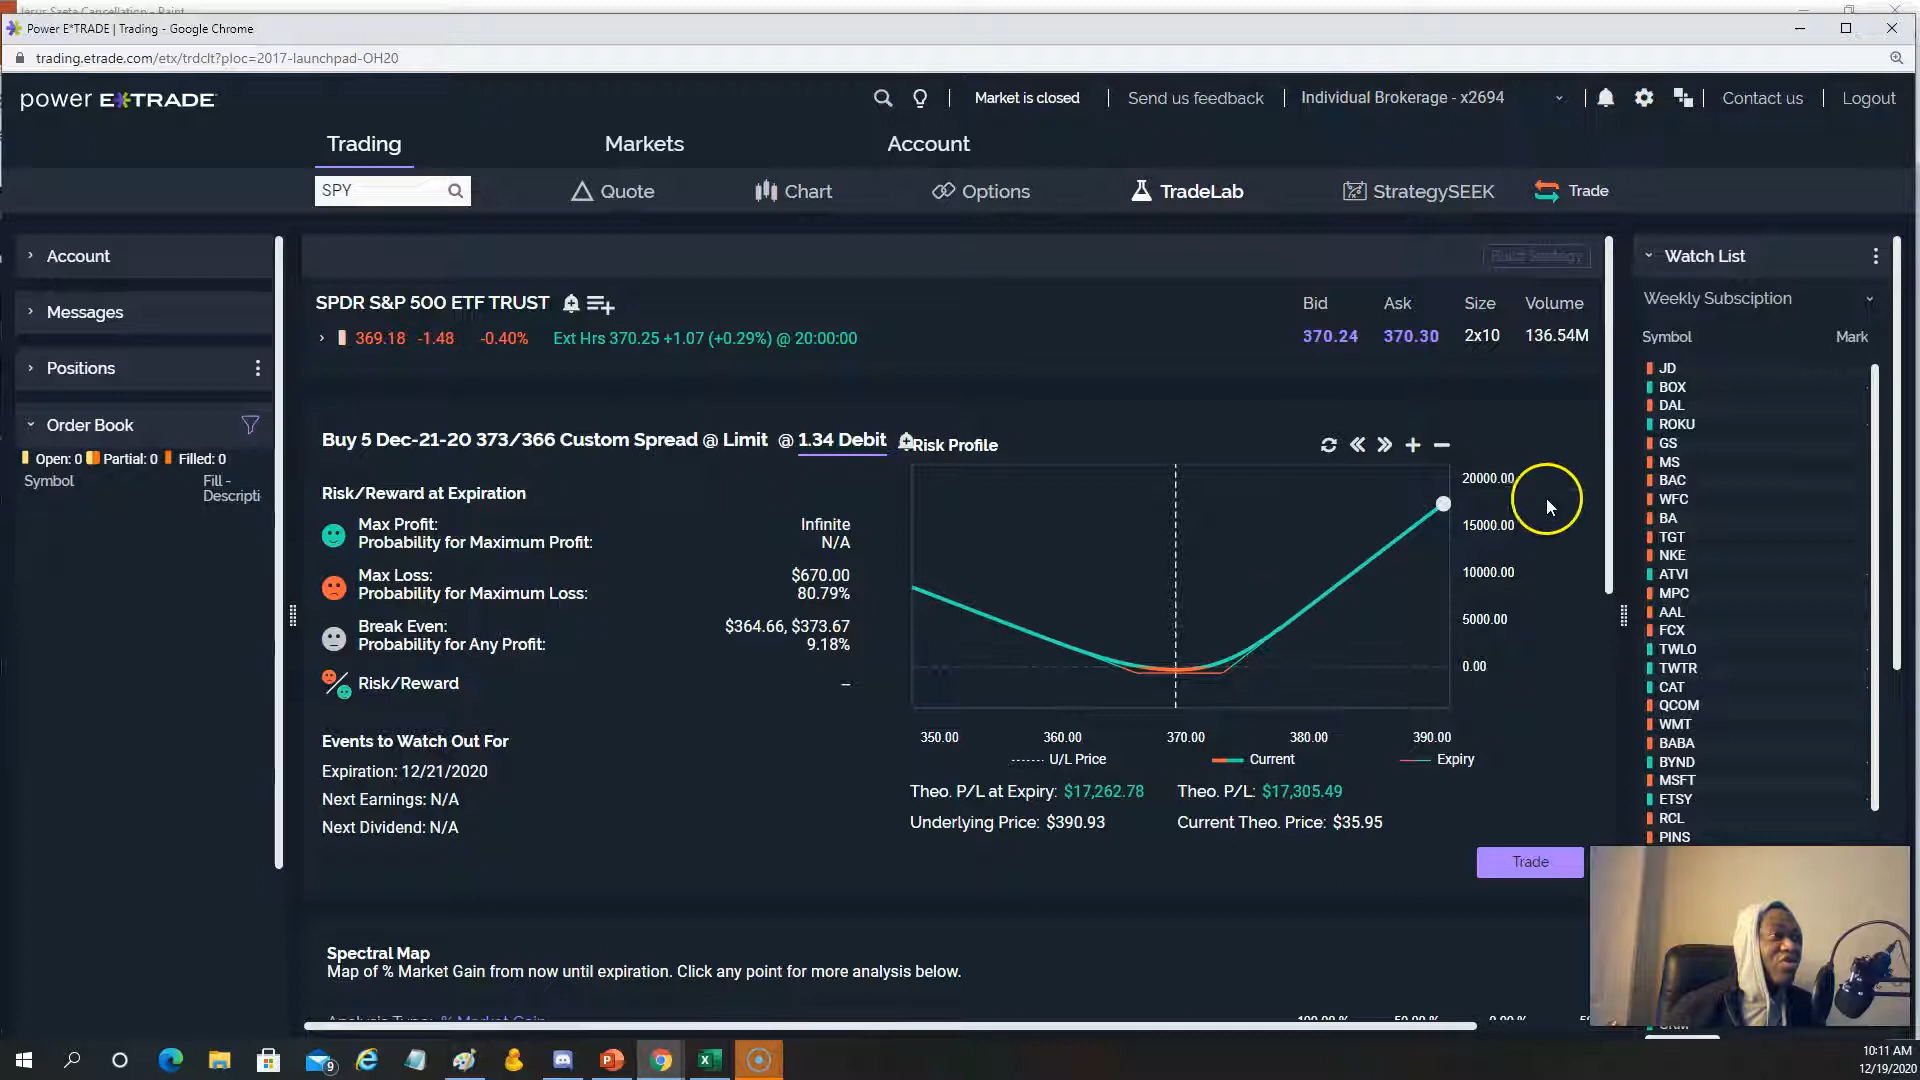 Power E*TRADE | Trading - Google Chrome
trading.etrade.com/etx/trdclt?ploc=2017-launchpad-OH20
power E*TRADE
Market is closed
Send us feedback
Individual Brokerage - x2694
Contact us
Logout
Trading
Markets
Account
SPY
Quote
Chart
Options
TradeLab
StrategySEEK
Trade
Account
Messages
Positions
Order Book
Open: 0 Partial: 0 Filled: 0
Symbol
Fill -
Descripti
SPDR S&P 500 ETF TRUST
369.18 -1.48 -0.40% Ext Hrs 370.25 +1.07 (+0.29%) @ 20:00:00
Bid Ask Size Volume
370.24 370.30 2x10 136.54M
Buy 5 Dec-21-20 373/366 Custom Spread @ Limit @ 1.34 Debit
Risk/Reward at Expiration
Max Profit: Infinite
Probability for Maximum Profit: N/A
Max Loss: $670.00
Probability for Maximum Loss: 80.79%
Break Even: $364.66, $373.67
Probability for Any Profit: 9.18%
Risk/Reward --
Events to Watch Out For
Expiration: 12/21/2020
Next Earnings: N/A
Next Dividend: N/A
Risk Profile
20000.00
15000.00
10000.00
5000.00
0.00
350.00 360.00 370.00 380.00 390.00
U/L Price Current Expiry
Theo. P/L at Expiry: $17,262.78 Theo. P/L: $17,305.49
Underlying Price: $390.93 Current Theo. Price: $35.95
Trade
Spectral Map
Map of % Market Gain from now until expiration. Click any point for more analysis below.
Watch List
Weekly Subsciption
Symbol Mark
JD
BOX
DAL
ROKU
GS
MS
BAC
WFC
BA
TGT
NKE
ATVI
MPC
AAL
FCX
TWLO
TWTR
CAT
QCOM
WMT
BABA
BYND
MSFT
ETSY
RCL
PINS
9
10:11 AM
12/19/2020